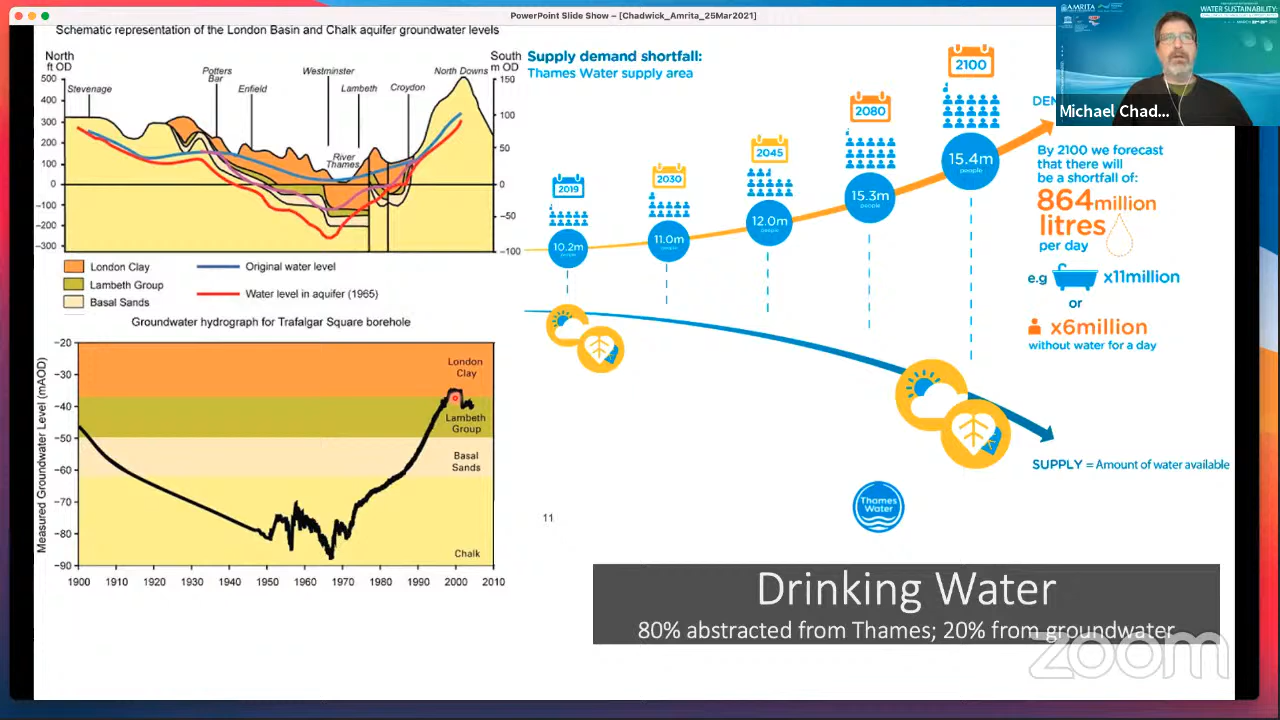 PowerPoint Slide Show - [Chadwick_Amrita_25Mar2021]
Schematic representation of the London Basin and Chalk aquifer groundwater levels
North
ft OD
South
m OD
Stevenage
Potters
Bar
Enfield
Westminster
Lambeth
Croydon
North Downs
River
Thames
500
400
300
200
100
0
−100
−200
−300
150
100
50
0
−50
−100
London Clay
Lambeth Group
Basal Sands
Original water level
Water level in aquifer (1965)
Groundwater hydrograph for Trafalgar Square borehole
Measured Groundwater Level (mAOD)
−20
−30
−40
−50
−60
−70
−80
−90
London
Clay
Lambeth
Group
Basal
Sands
Chalk
1900 1910 1920 1930 1940 1950 1960 1970 1980 1990 2000 2010
Supply demand shortfall:
Thames Water supply area
2019
10.2m
people
2030
11.0m
people
2045
12.0m
people
2080
15.3m
people
2100
15.4m
people
By 2100 we forecast
that there will
be a shortfall of:
864 million
litres
per day
e.g x11million
or
x6million
without water for a day
SUPPLY = Amount of water available
Thames
Water
11
Drinking Water
80% abstracted from Thames; 20% from groundwater
AMRITA
WATER SUSTAINABILITY:
Michael Chad...
zoom